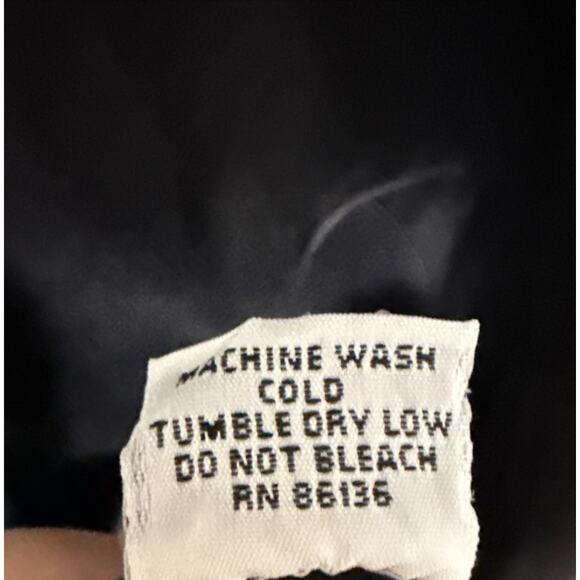 MACHINE WASH
COLD
TUMBLE DRY LOW
DO NOT BLEACH
RN 86136